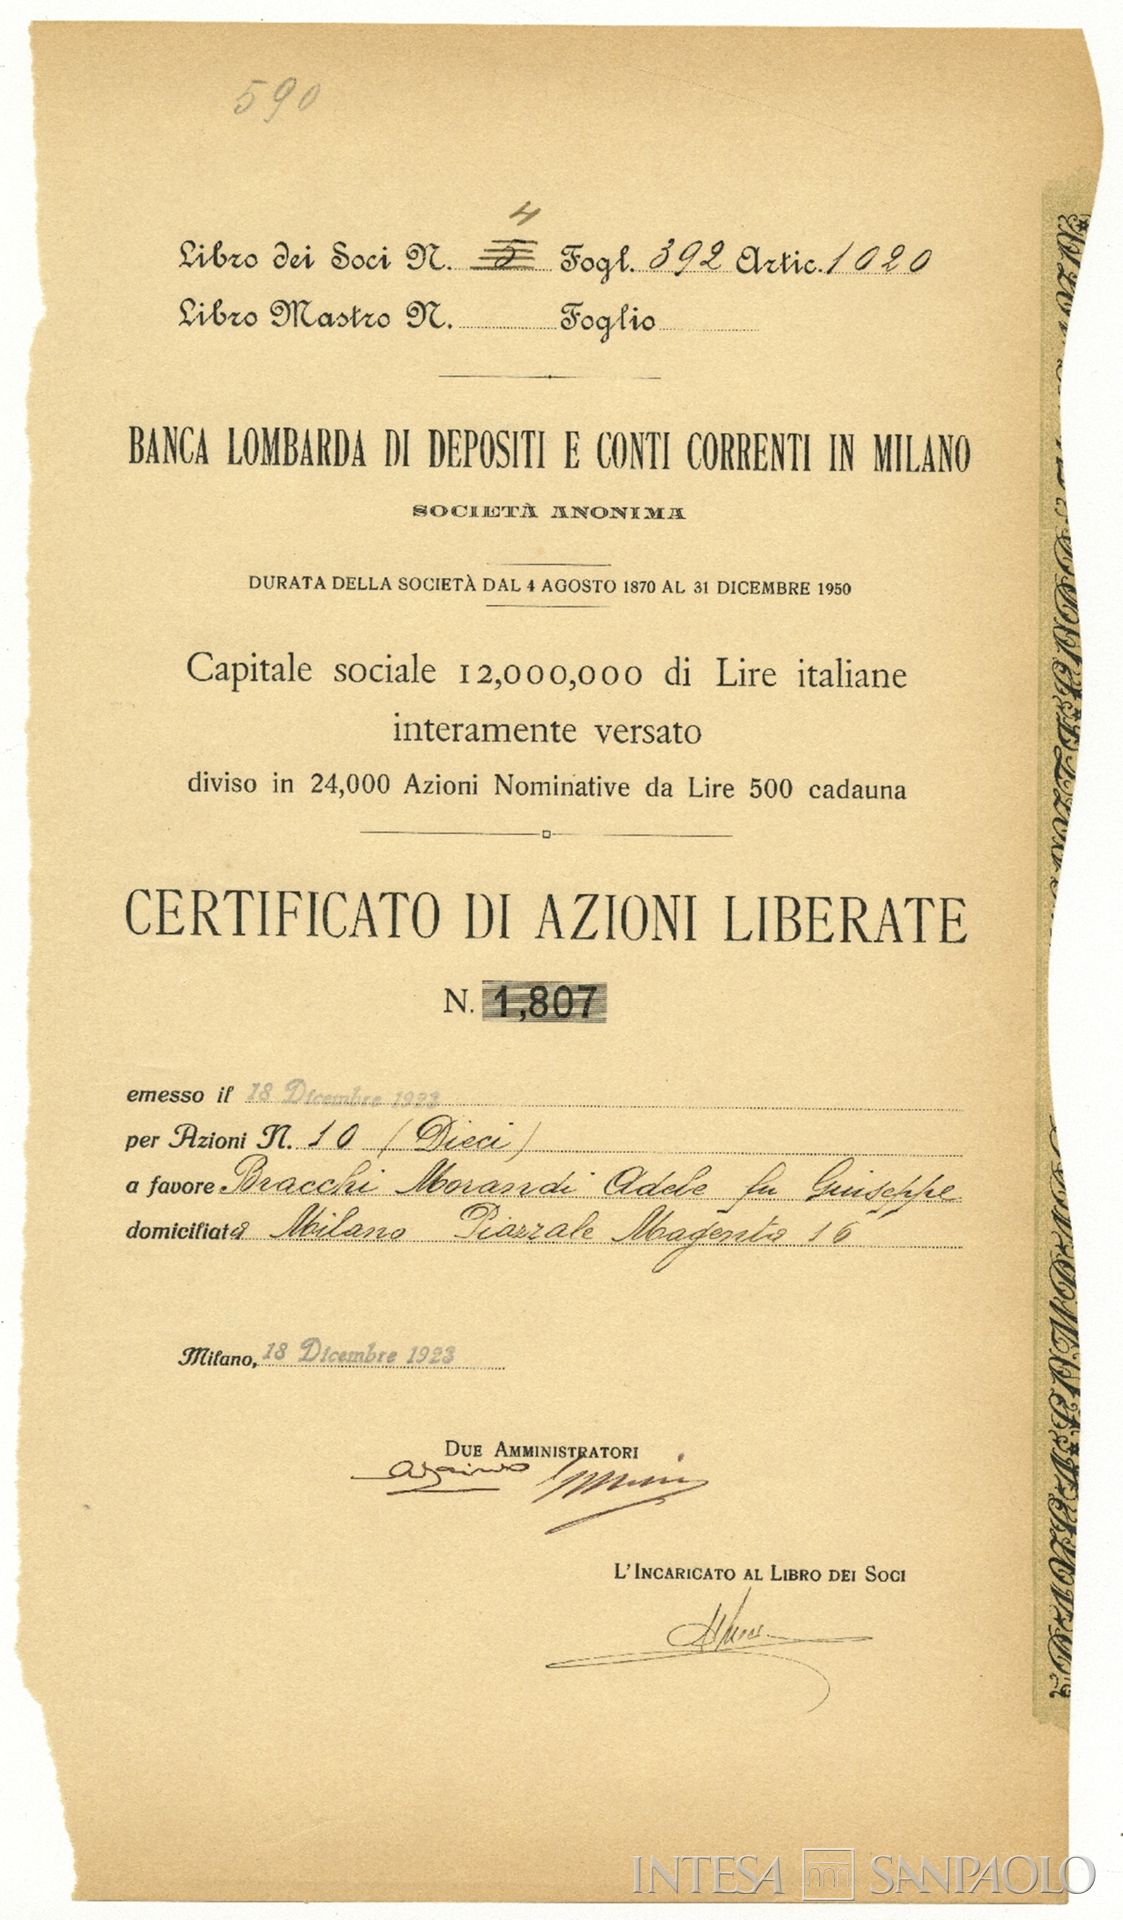 590
4
Libro dei Soci N. 5 Fogl. 392 Artic. 1020
Libro Mastro N. Foglio
BANCA LOMBARDA DI DEPOSITI E CONTI CORRENTI IN MILANO
SOCIETÀ ANONIMA
DURATA DELLA SOCIETÀ DAL 4 AGOSTO 1870 AL 31 DICEMBRE 1950
Capitale sociale 12,000,000 di Lire italiane
interamente versato
diviso in 24,000 Azioni Nominative da Lire 500 cadauna
CERTIFICATO DI AZIONI LIBERATE
N. 1,807
emesso il 18 Dicembre 1923
per Azioni N. 10 (Dieci)
a favore Bracchi Morandi Adele fu Giuseppe
domiciliata Milano Piazzale Magenta 16
Milano, 18 Dicembre 1923
DUE AMMINISTRATORI
L'INCARICATO AL LIBRO DEI SOCI
INTESA SANPAOLO